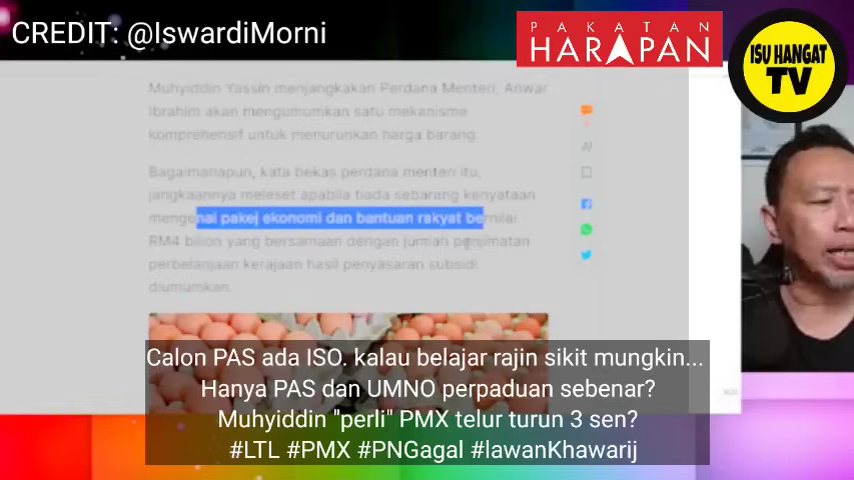 CREDIT: @IswardiMorni
PAKATAN
HARAPAN
ISU HANGAT
TV
Muhyiddin Yassin menjangkakan Perdana Menteri, Anwar
Ibrahim akan mengumumkan satu mekanisme
komprehensif untuk menurunkan harga barang.
Bagaimanapun, kata bekas perdana menteri itu,
jangkaannya meleset apabila tiada sebarang kenyataan
mengenai pakej ekonomi dan bantuan rakyat bernilai
RM4 bilion yang bersamaan dengan jumlah penjimatan
perbelanjaan kerajaan hasil penyasaran subsidi
diumumkan.
Calon PAS ada ISO. kalau belajar rajin sikit mungkin...
Hanya PAS dan UMNO perpaduan sebenar?
Muhyiddin "perli" PMX telur turun 3 sen?
#LTL #PMX #PNGagal #lawanKhawarij